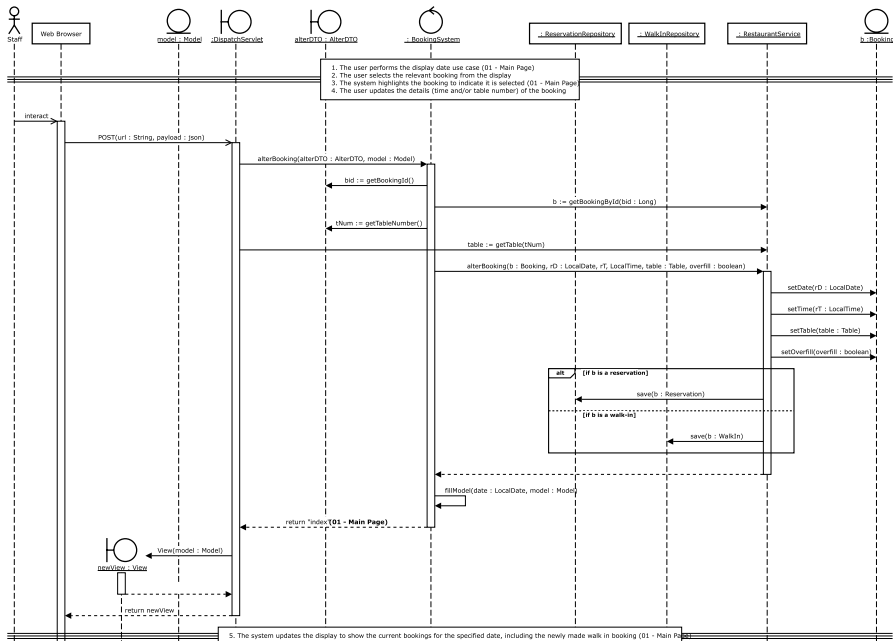 Staff
Web Browser
model : Model
:DispatchServlet
alterDTO : AlterDTO
: BookingSystem
: ReservationRepository
: WalkInRepository
: RestaurantService
b :Booking
1. The user performs the display date use case (01 - Main Page)
2. The user selects the relevant booking from the display
3. The system highlights the booking to indicate it is selected (01 - Main Page)
4. The user updates the details (time and/or table number) of the booking
interact
POST(url : String, payload : json)
alterBooking(alterDTO : AlterDTO, model : Model)
bid := getBookingId()
b := getBookingById(bid : Long)
tNum := getTableNumber()
table := getTable(tNum)
alterBooking(b : Booking, rD : LocalDate, rT, LocalTime, table : Table, overfill : boolean)
setDate(rD : LocalDate)
setTime(rT : LocalTime)
setTable(table : Table)
setOverfill(overfill : boolean)
alt [if b is a reservation]
save(b : Reservation)
[if b is a walk-in]
save(b : WalkIn)
fillModel(date : LocalDate, model : Model)
return "index"(01 - Main Page)
View(model : Model)
newView : View
return newView
5. The system updates the display to show the current bookings for the specified date, including the newly made walk in booking (01 - Main Page)